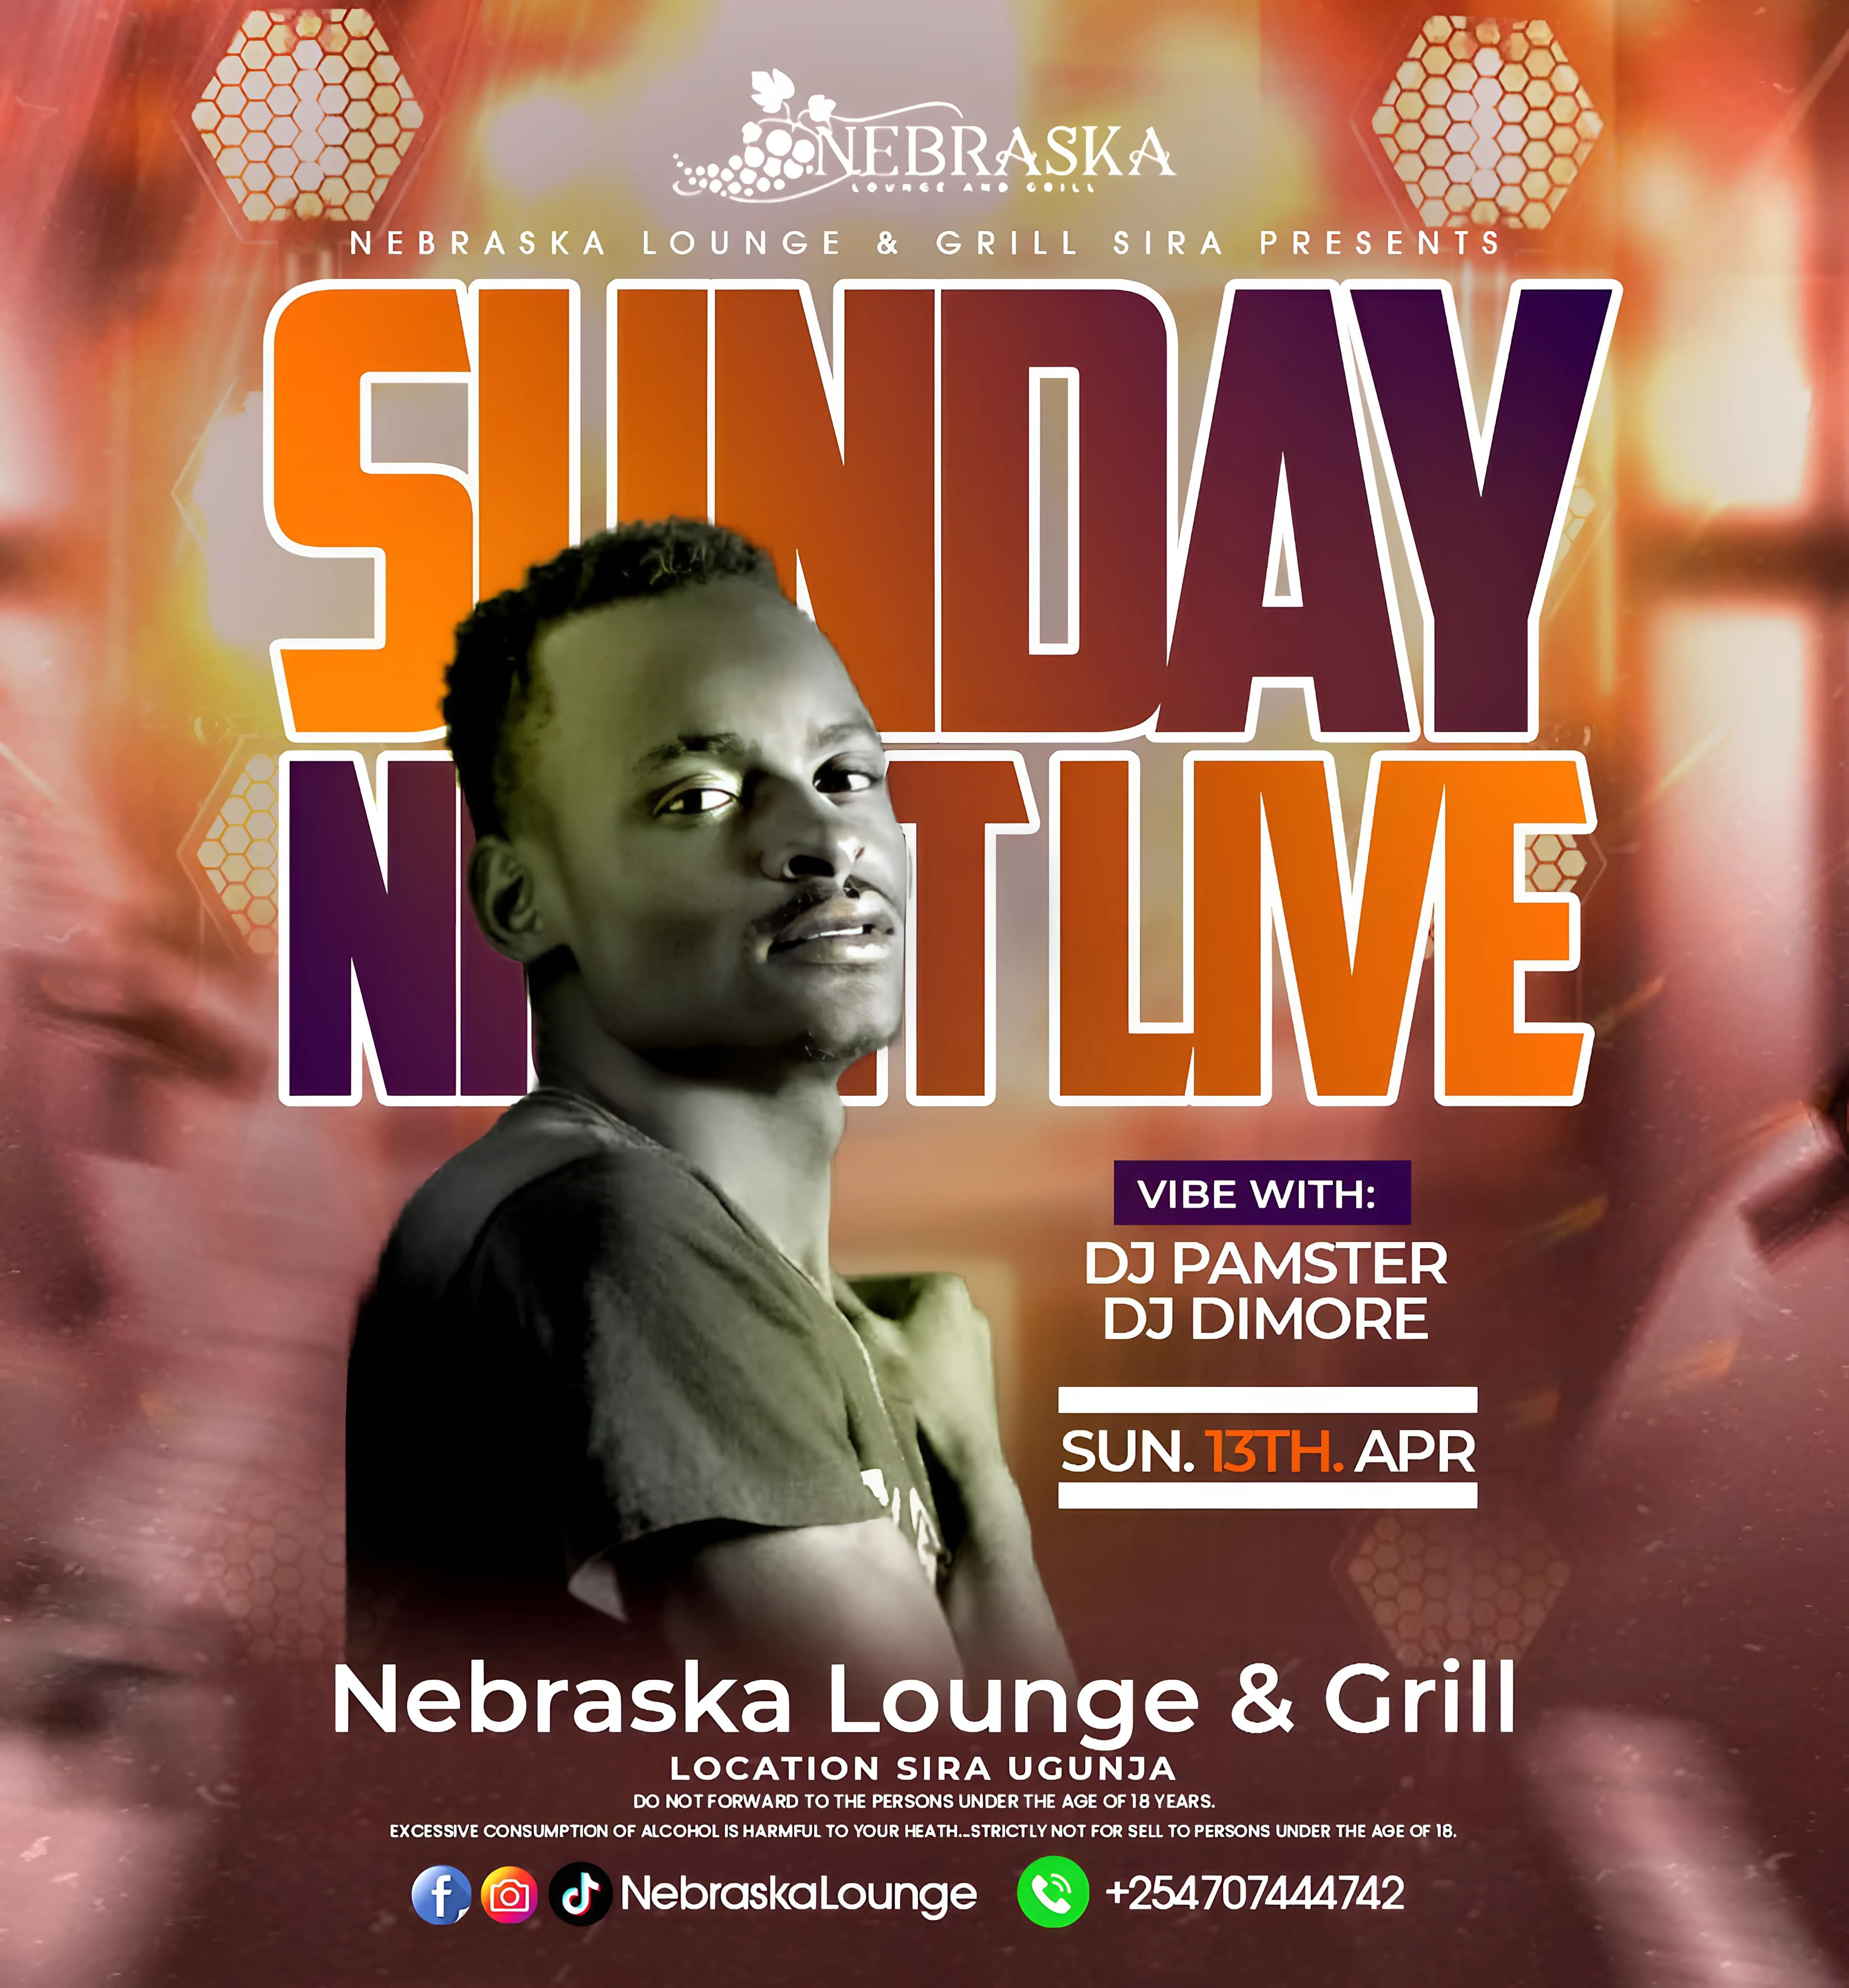 NEBRASKA
LOUNGE AND GRILL
NEBRASKA LOUNGE & GRILL SIRA PRESENTS
SUNDAY
NIGHT LIVE
VIBE WITH:
DJ PAMSTER
DJ DIMORE
SUN. 13TH. APR
Nebraska Lounge & Grill
LOCATION SIRA UGUNJA
DO NOT FORWARD TO THE PERSONS UNDER THE AGE OF 18 YEARS.
EXCESSIVE CONSUMPTION OF ALCOHOL IS HARMFUL TO YOUR HEATH...STRICTLY NOT FOR SELL TO PERSONS UNDER THE AGE OF 18.
NebraskaLounge +254707444742